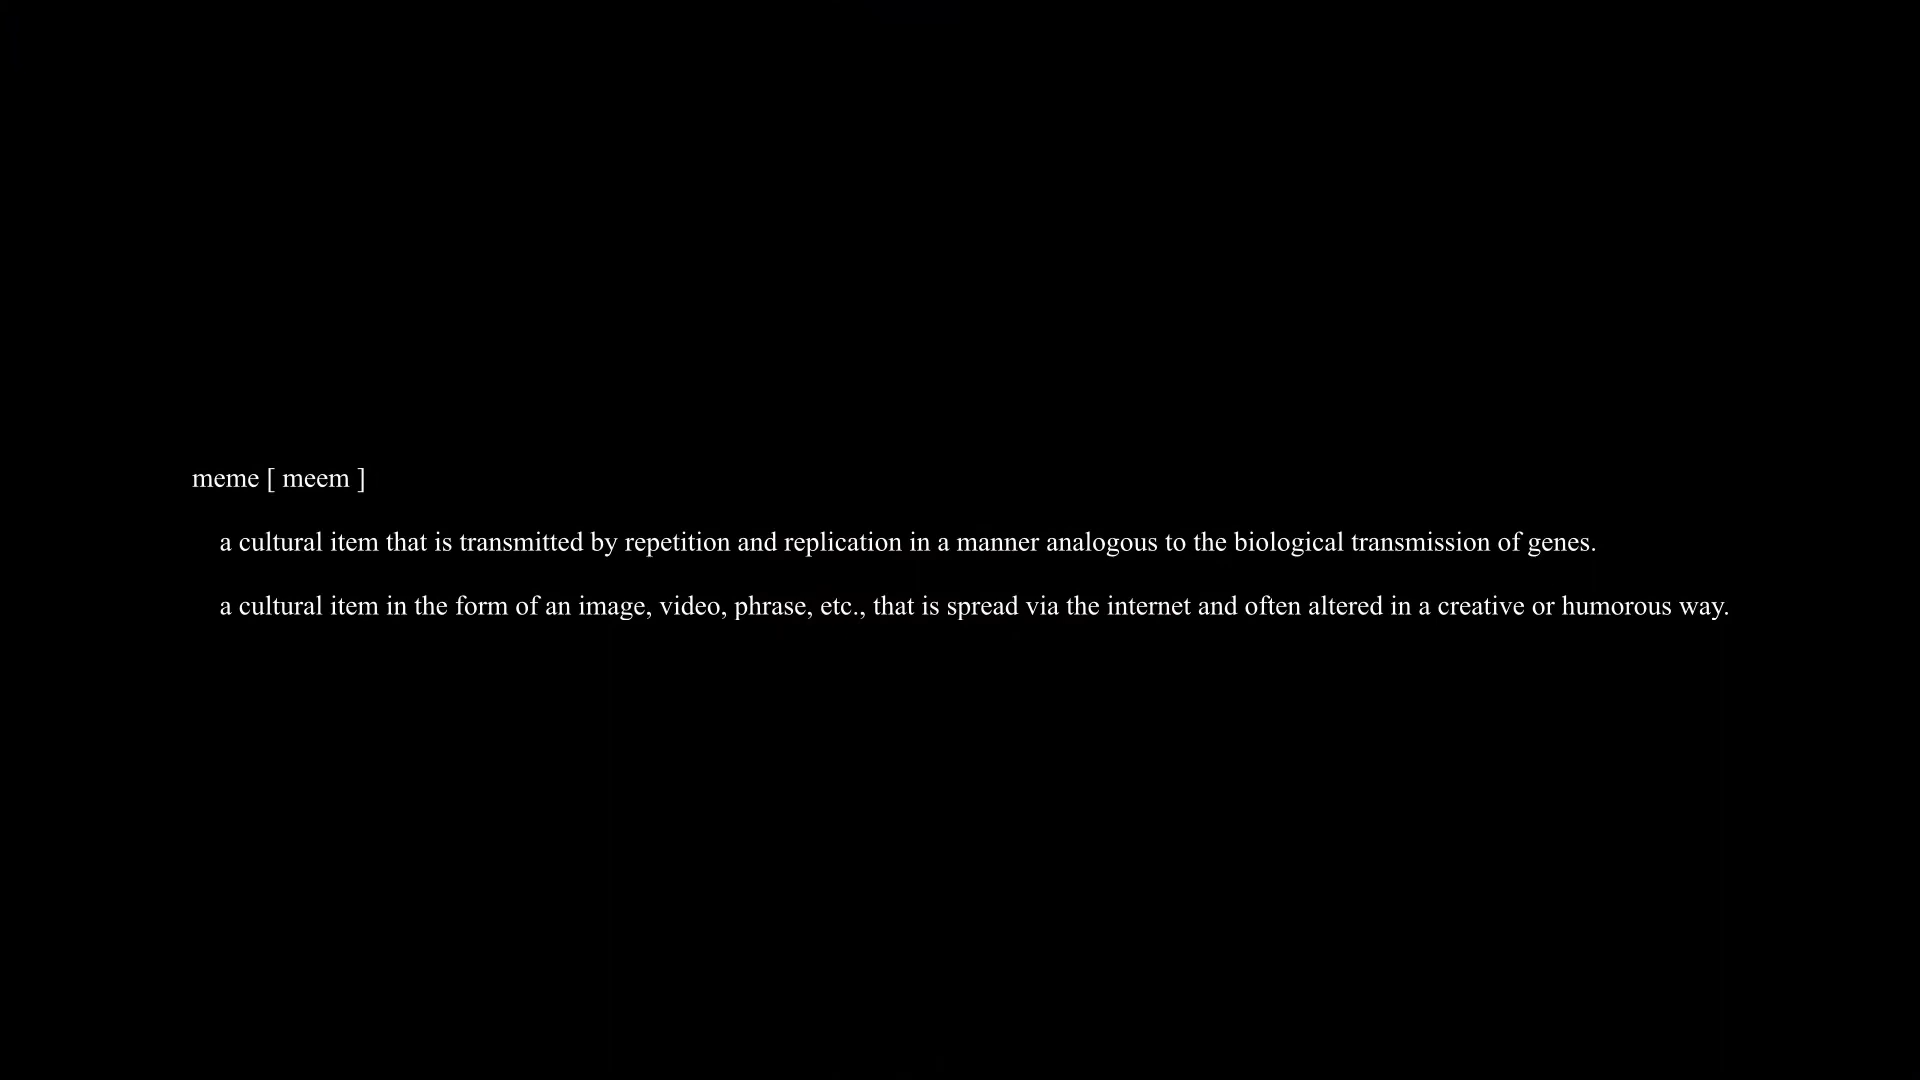 meme [ meem ]
a cultural item that is transmitted by repetition and replication in a manner analogous to the biological transmission of genes.
a cultural item in the form of an image, video, phrase, etc., that is spread via the internet and often altered in a creative or humorous way.